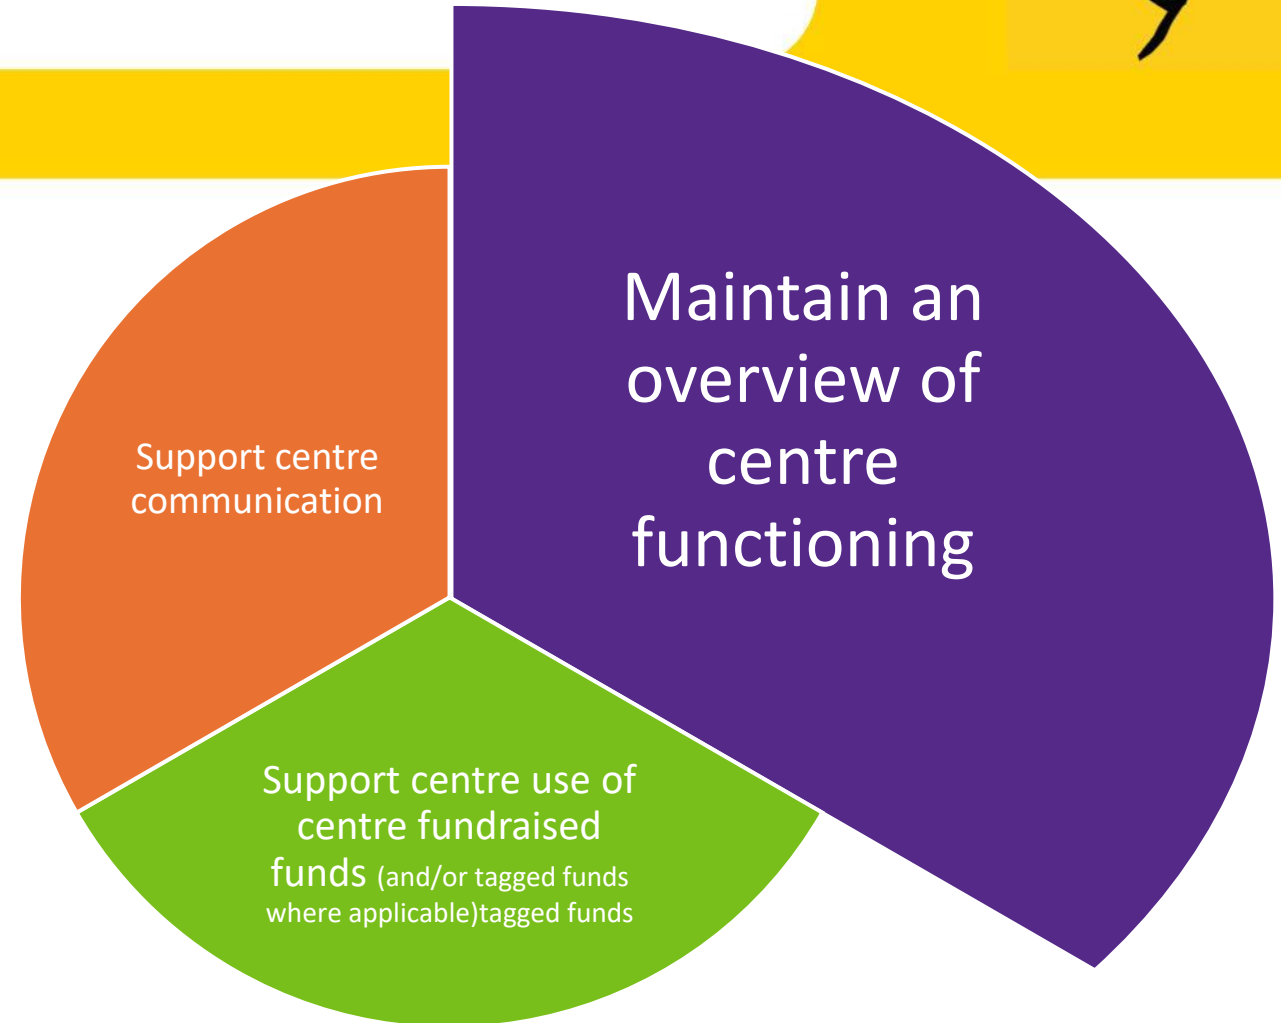 Maintain an
overview of
centre
functioning
Support centre
communication
Support centre use of
centre fundraised
funds (and/or tagged funds
where applicable)tagged funds